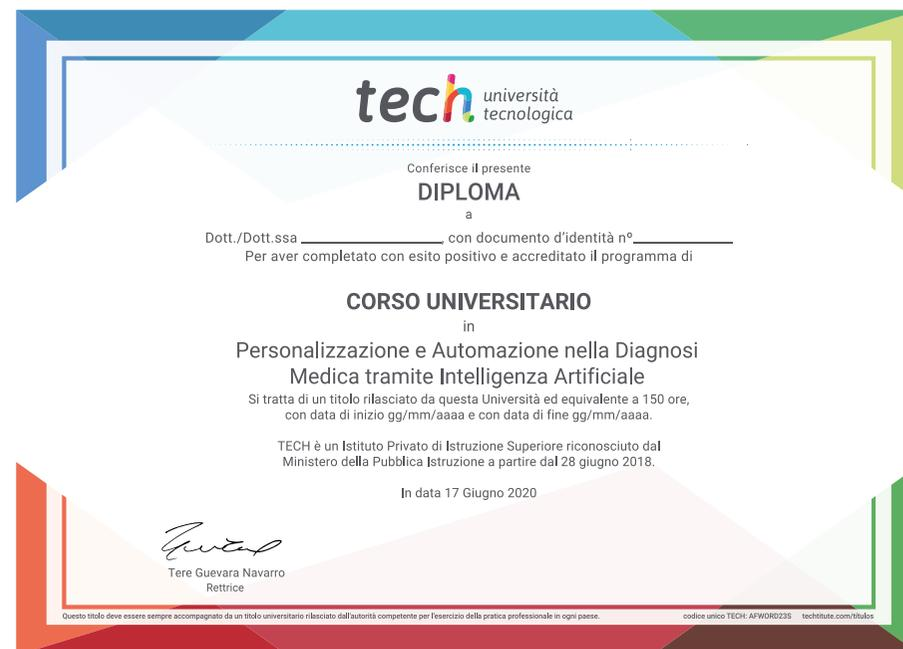 tech università
tecnologica
Conferisce il presente
DIPLOMA
a
Dott./Dott.ssa ____________________, con documento d'identità nº______________
Per aver completato con esito positivo e accreditato il programma di
CORSO UNIVERSITARIO
in
Personalizzazione e Automazione nella Diagnosi
Medica tramite Intelligenza Artificiale
Si tratta di un titolo rilasciato da questa Università ed equivalente a 150 ore,
con data di inizio gg/mm/aaaa e con data di fine gg/mm/aaaa.
TECH è un Istituto Privato di Istruzione Superiore riconosciuto dal
Ministero della Pubblica Istruzione a partire dal 28 giugno 2018.
In data 17 Giugno 2020
Tere Guevara Navarro
Rettrice
Questo titolo deve essere sempre accompagnato da un titolo universitario rilasciato dall'autorità competente per l'esercizio della pratica professionale in ogni paese. codice unico TECH: AFWORD23S techtitute.com/titulos